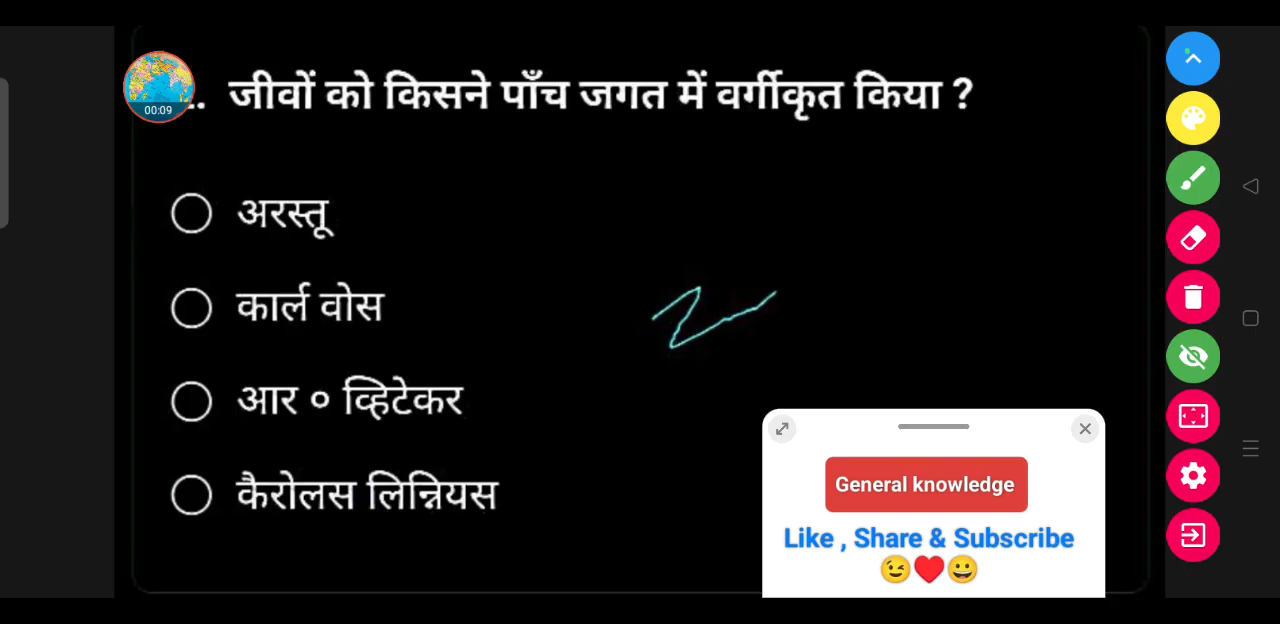 .. जीवों को किसने पाँच जगत में वर्गीकृत किया ?
00:09
अरस्तू
कार्ल वोस
आर ० व्हिटेकर
कैरोलस लिन्नियस
General knowledge
Like , Share & Subscribe
😉❤️😀